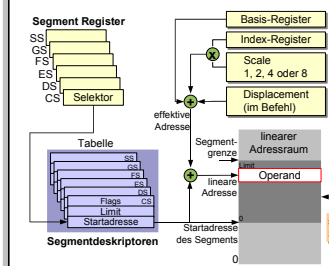 Segment Register
SS
GS
FS
ES
DS
CS
Selektor
Basis-Register
Index-Register
x
Scale
1, 2, 4 oder 8
Displacement
(im Befehl)
+
effektive
Adresse
Tabelle
SS
GS
FS
ES
DS
Flags
CS
Limit
Startadresse
Segmentdeskriptoren
Segment-
grenze
+
lineare
Adresse
Startadresse
des Segments
linearer
Adressraum
Limit
Operand
0
0